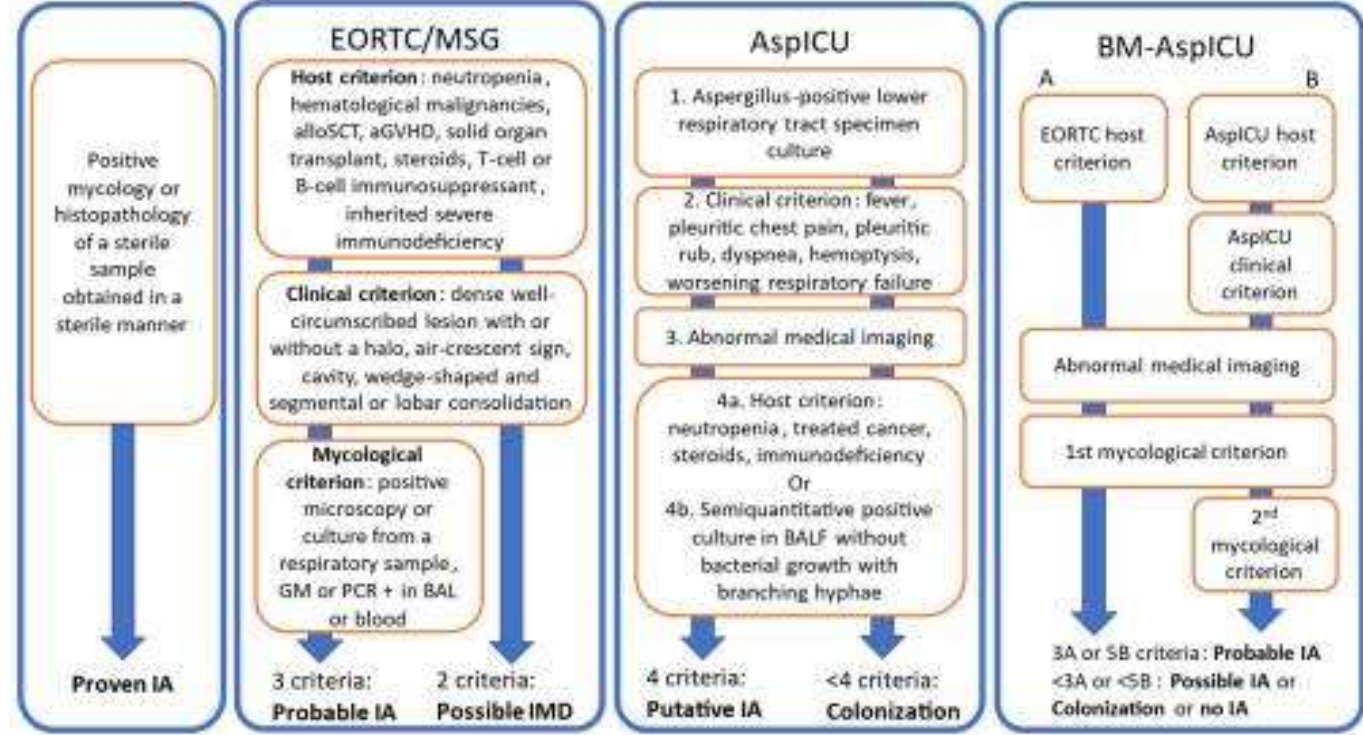 Positive
mycology or
histopathology
of a sterile
sample
obtained in a
sterile manner
Proven IA
EORTC/MSG
Host criterion: neutropenia,
hematological malignancies,
alloSCT, aGVHD, solid organ
transplant, steroids, T-cell or
B-cell immunosuppressant,
inherited severe
immunodeficiency
Clinical criterion: dense well-
circumscribed lesion with or
without a halo, air-crescent sign,
cavity, wedge-shaped and
segmental or lobar consolidation
Mycological
criterion: positive
microscopy or
culture from a
respiratory sample,
GM or PCR + in BAL
or blood
3 criteria:
Probable IA
2 criteria:
Possible IMD
AspICU
1. Aspergillus-positive lower
respiratory tract specimen
culture
2. Clinical criterion: fever,
pleuritic chest pain, pleuritic
rub, dyspnea, hemoptysis,
worsening respiratory failure
3. Abnormal medical imaging
4a. Host criterion:
neutropenia, treated cancer,
steroids, immunodeficiency
Or
4b. Semiquantitative positive
culture in BALF without
bacterial growth with
branching hyphae
4 criteria:
Putative IA
<4 criteria:
Colonization
BM-AspICU
A
B
EORTC host
criterion
AspICU host
criterion
AspICU
clinical
criterion
Abnormal medical imaging
1st mycological criterion
2nd
mycological
criterion
3A or 5B criteria: Probable IA
<3A or <5B : Possible IA or
Colonization or no IA